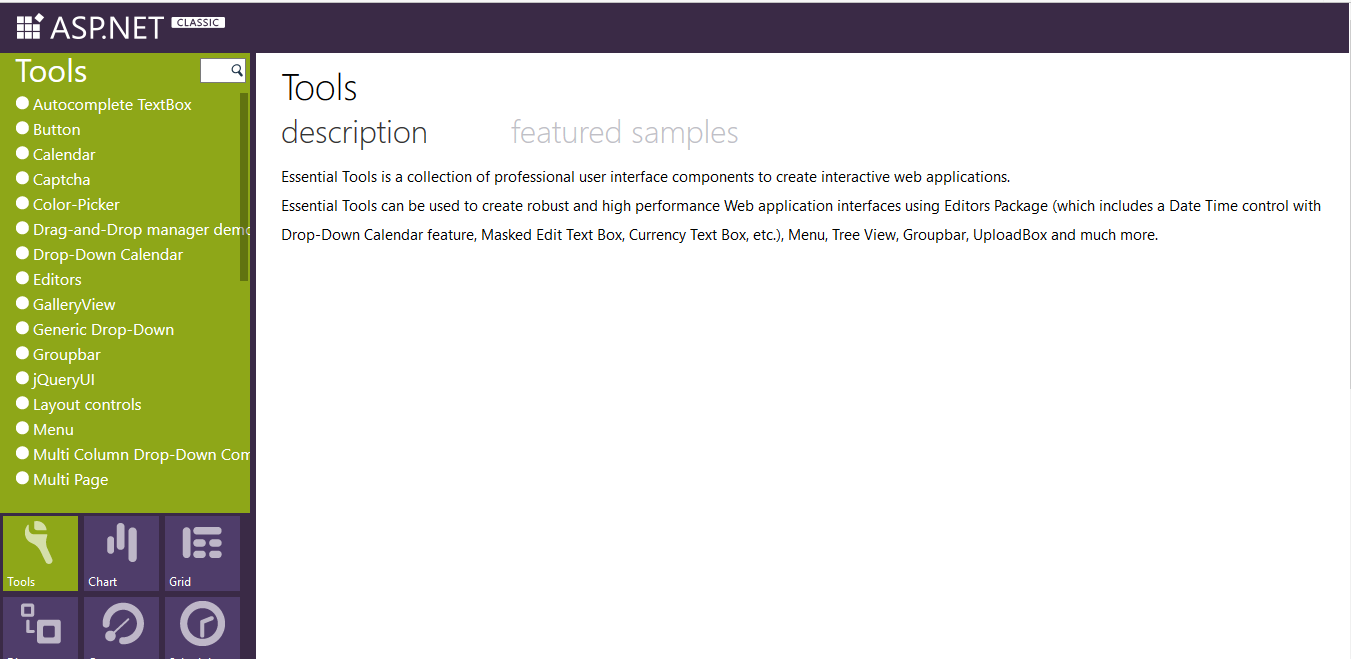 ASP.NET CLASSIC
Tools
Autocomplete TextBox
Button
Calendar
Captcha
Color-Picker
Drag-and-Drop manager demo
Drop-Down Calendar
Editors
GalleryView
Generic Drop-Down
Groupbar
jQueryUI
Layout controls
Menu
Multi Column Drop-Down Com
Multi Page
Tools
Chart
Grid
Tools
description
featured samples
Essential Tools is a collection of professional user interface components to create interactive web applications.
Essential Tools can be used to create robust and high performance Web application interfaces using Editors Package (which includes a Date Time control with
Drop-Down Calendar feature, Masked Edit Text Box, Currency Text Box, etc.), Menu, Tree View, Groupbar, UploadBox and much more.